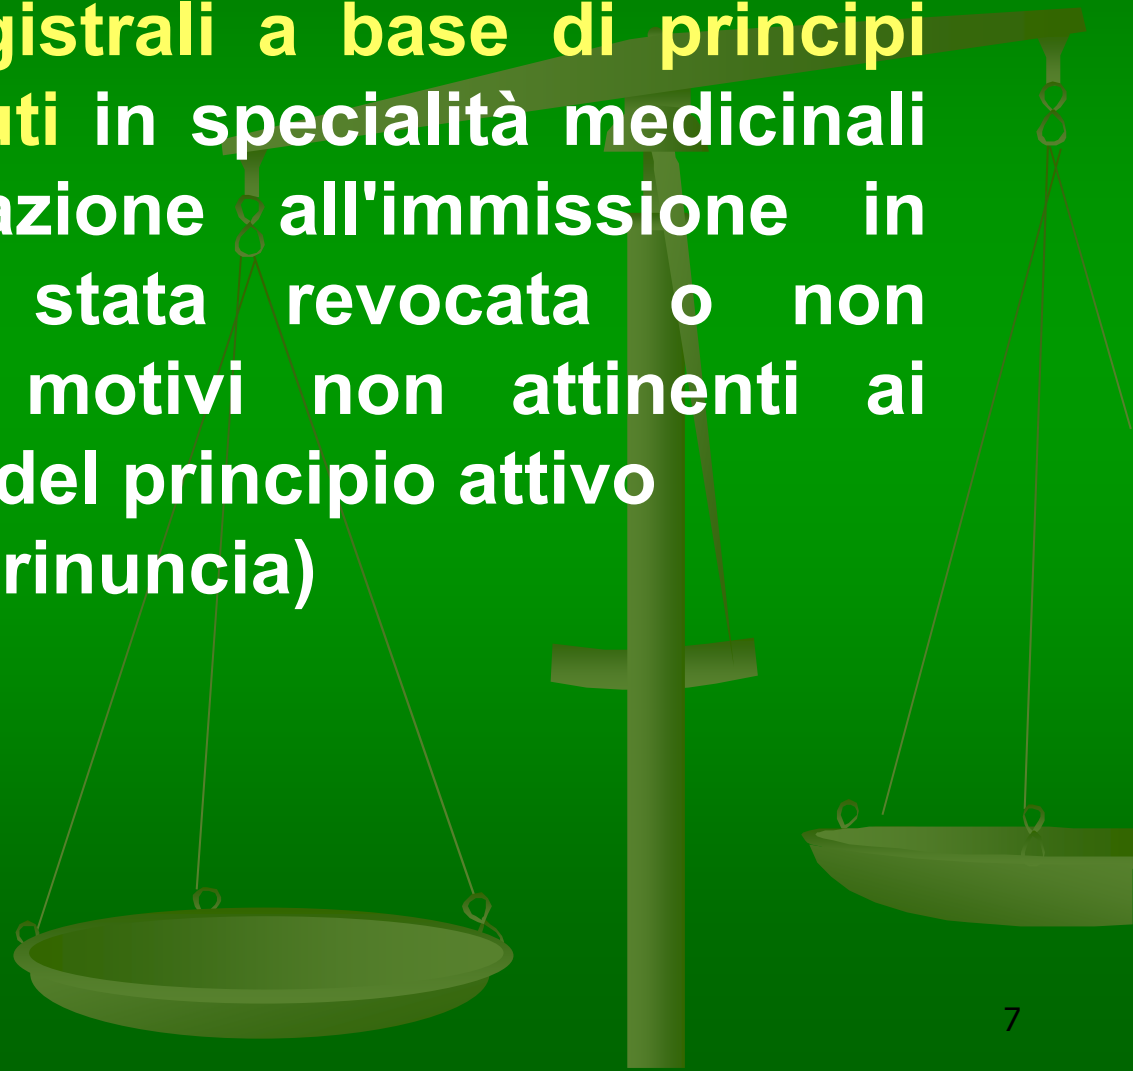 gistrali a base di principi
uti in specialità medicinali
azione all'immissione in
stata revocata o non
motivi non attinenti ai
del principio attivo
rinuncia)
7